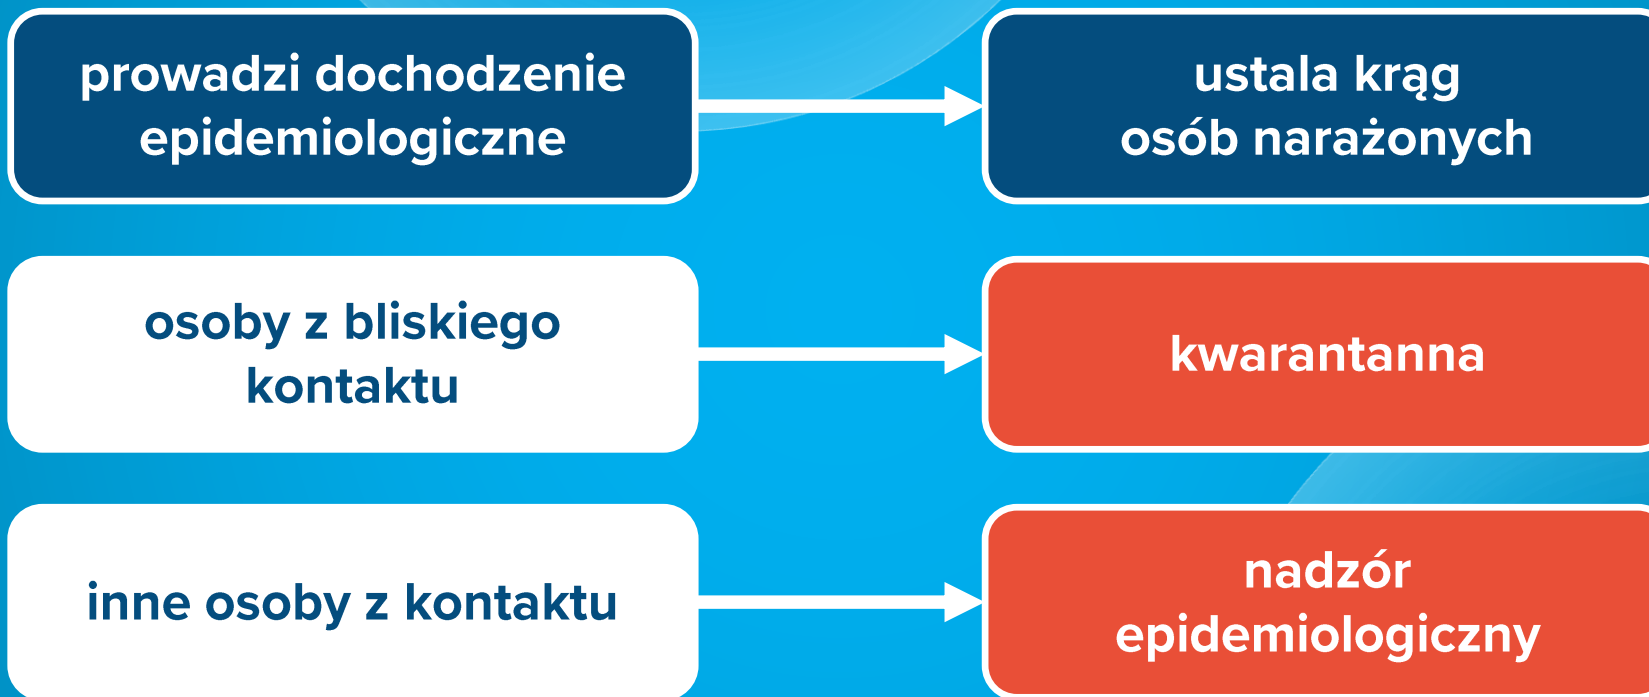 prowadzi dochodzenie
epidemiologiczne
ustala krąg
osób narażonych
osoby z bliskiego
kontaktu
kwarantanna
inne osoby z kontaktu
nadzór
epidemiologiczny